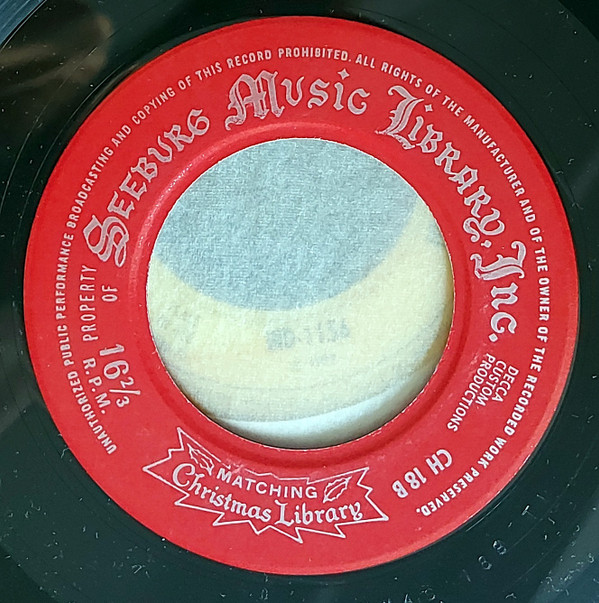 UNAUTHORIZED PUBLIC PERFORMANCE BROADCASTING AND COPYING OF THIS RECORD PROHIBITED. ALL RIGHTS OF THE MANUFACTURER AND OF THE OWNER OF THE RECORDED WORK PRESERVED.
PROPERTY
OF
SEEBURG MUSIC LIBRARY, INC.
16 2/3
R.P.M.
DECCA
CUSTOM
PRODUCTIONS
CH 18 B
MATCHING
Christmas Library